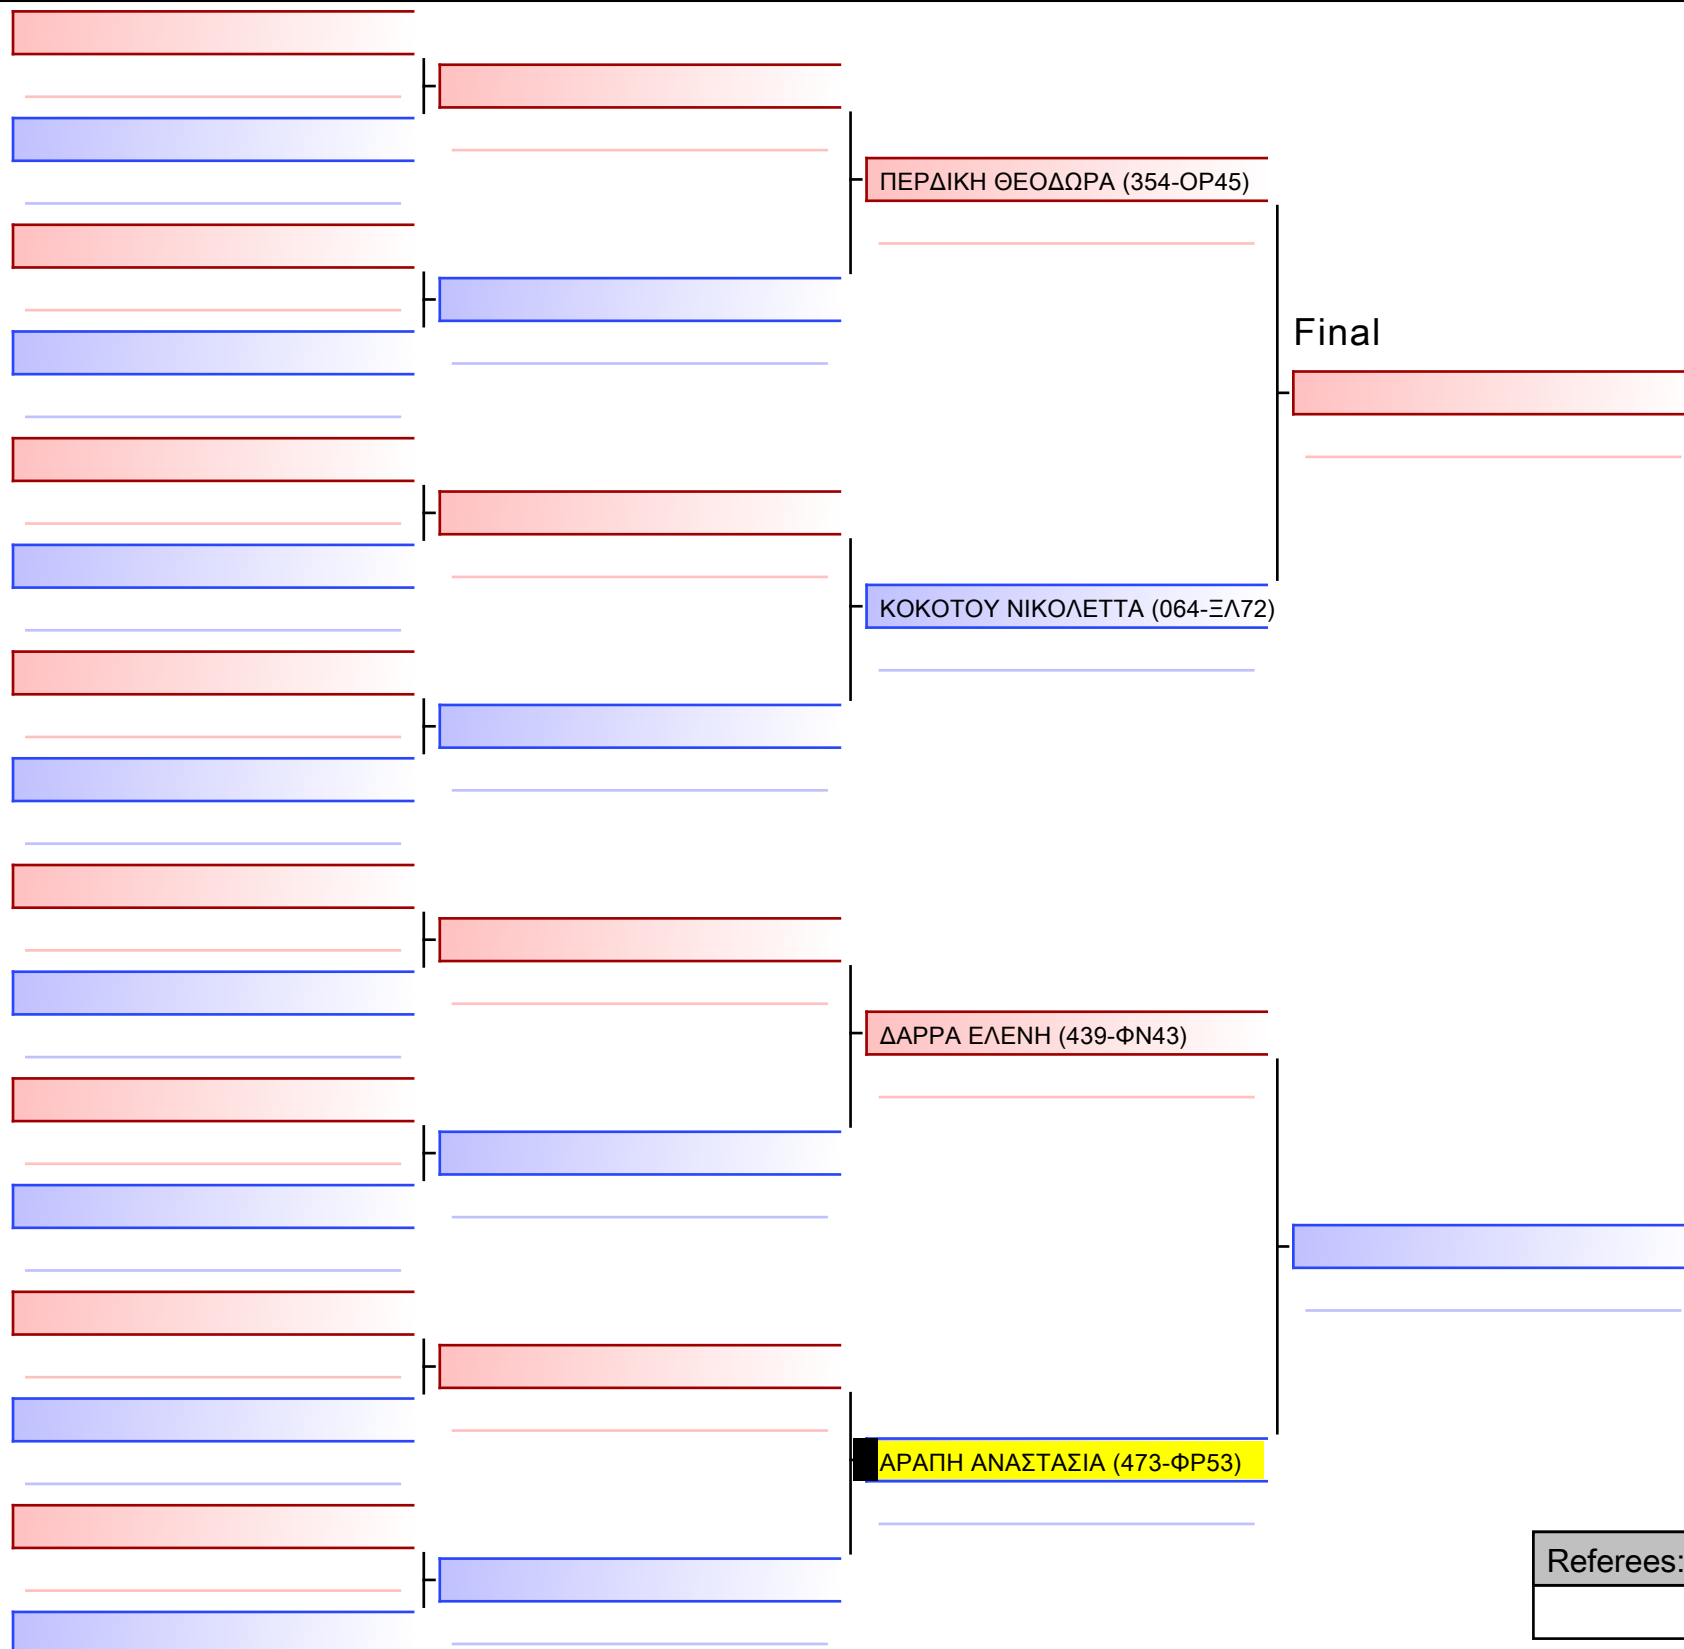 ΠΕΡΔΙΚΗ ΘΕΟΔΩΡΑ (354-ΟΡ45)
Final
ΚΟΚΟΤΟΥ ΝΙΚΟΛΕΤΤΑ (064-ΞΛ72)
ΔΑΡΡΑ ΕΛΕΝΗ (439-ΦΝ43)
ΑΡΑΠΗ ΑΝΑΣΤΑΣΙΑ (473-ΦΡ53)
Referees: